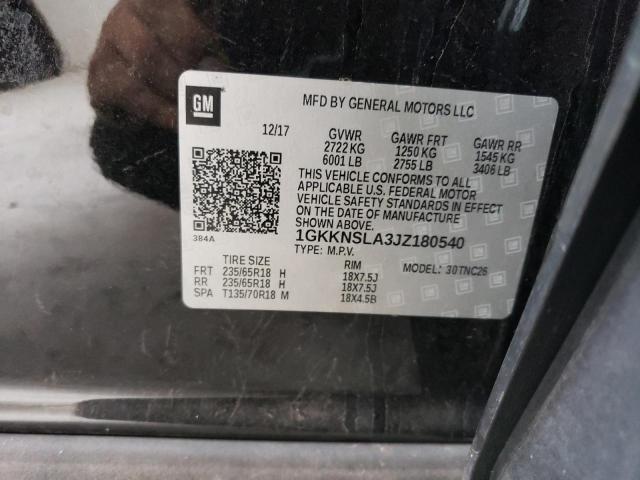 GM
MFD BY GENERAL MOTORS LLC
12/17 GVWR GAWR FRT GAWR RR
2722 KG 1250 KG 1545 KG
6001 LB 2755 LB 3406 LB
THIS VEHICLE CONFORMS TO ALL
APPLICABLE U.S. FEDERAL MOTOR
VEHICLE SAFETY STANDARDS IN EFFECT
ON THE DATE OF MANUFACTURE
SHOWN ABOVE.
384A 1GKKNSLA3JZ180540
TYPE: M.P.V.
TIRE SIZE RIM MODEL: 30TNC26
FRT 235/65R18 H 18X7.5J
RR 235/65R18 H 18X7.5J
SPA T135/70R18 M 18X4.5B